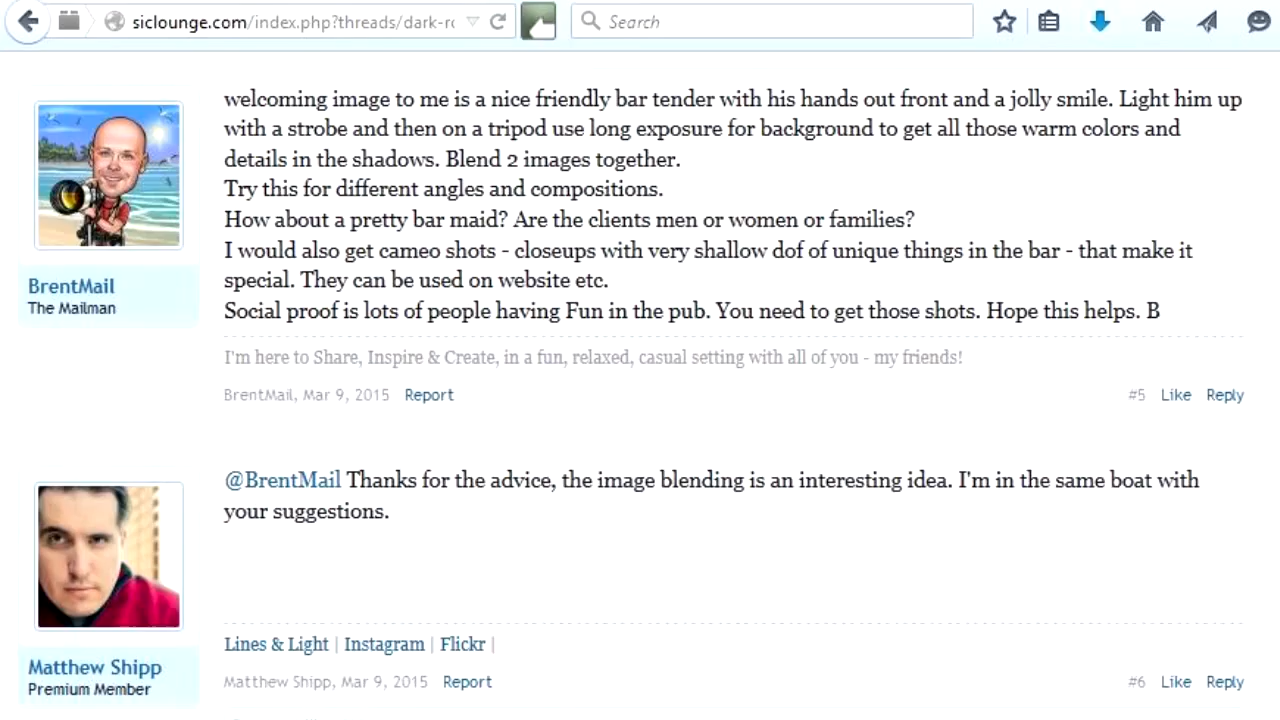 siclounge.com/index.php?threads/dark-ro
Search
welcoming image to me is a nice friendly bar tender with his hands out front and a jolly smile. Light him up
with a strobe and then on a tripod use long exposure for background to get all those warm colors and
details in the shadows. Blend 2 images together.
Try this for different angles and compositions.
How about a pretty bar maid? Are the clients men or women or families?
I would also get cameo shots - closeups with very shallow dof of unique things in the bar - that make it
special. They can be used on website etc.
Social proof is lots of people having Fun in the pub. You need to get those shots. Hope this helps. B
BrentMail
The Mailman
I'm here to Share, Inspire & Create, in a fun, relaxed, casual setting with all of you - my friends!
BrentMail, Mar 9, 2015 Report #5 Like Reply
@BrentMail Thanks for the advice, the image blending is an interesting idea. I'm in the same boat with
your suggestions.
Lines & Light | Instagram | Flickr |
Matthew Shipp
Premium Member
Matthew Shipp, Mar 9, 2015 Report #6 Like Reply